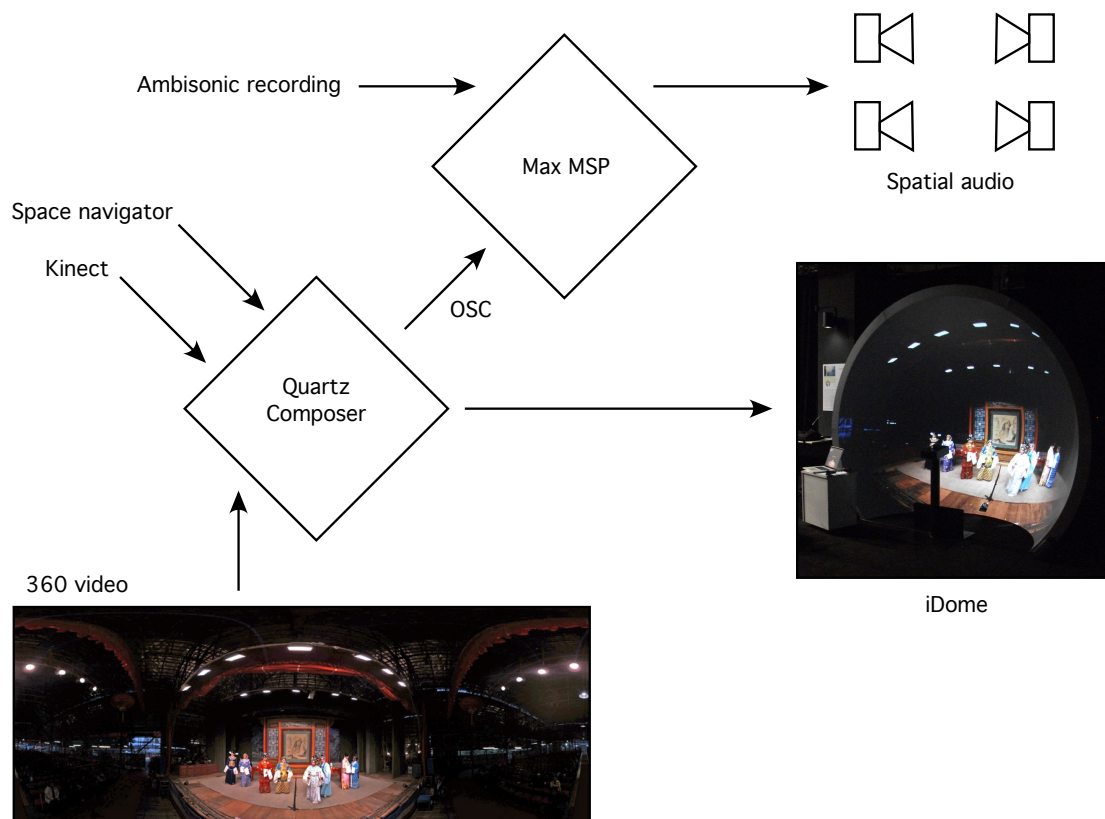 Ambisonic recording
Max MSP
Spatial audio
Space navigator
Kinect
OSC
Quartz
Composer
360 video
iDome